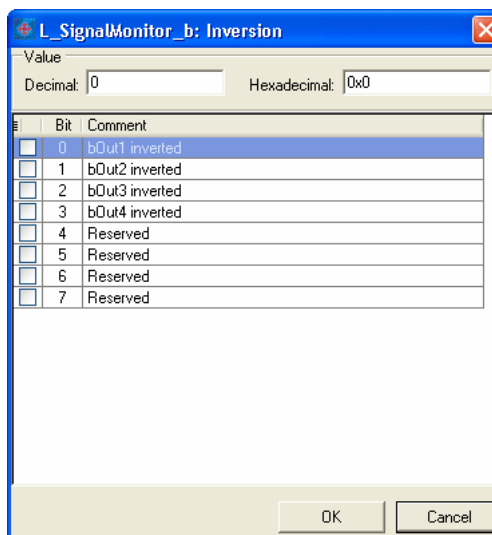 L_SignalMonitor_b: Inversion
Value
Decimal: 0 Hexadecimal: 0x0
Bit Comment
0 bOut1 inverted
1 bOut2 inverted
2 bOut3 inverted
3 bOut4 inverted
4 Reserved
5 Reserved
6 Reserved
7 Reserved
OK Cancel